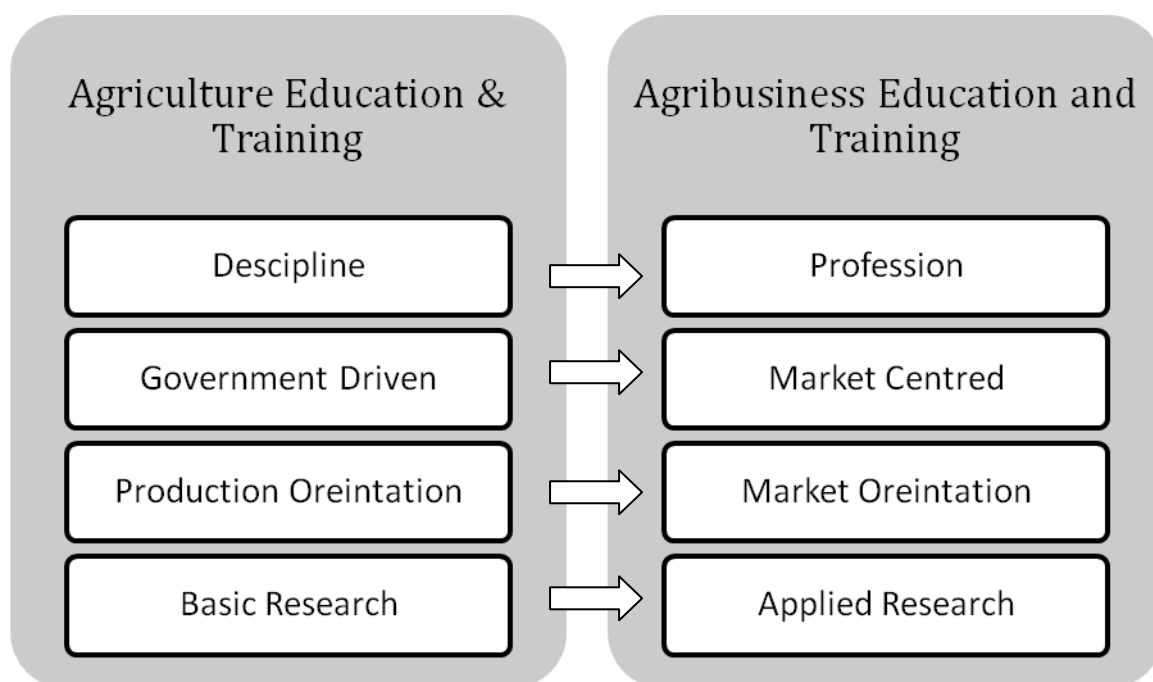 Agriculture Education &
Training
Descipline
Government Driven
Production Oreintation
Basic Research
Agribusiness Education and
Training
Profession
Market Centred
Market Oreintation
Applied Research